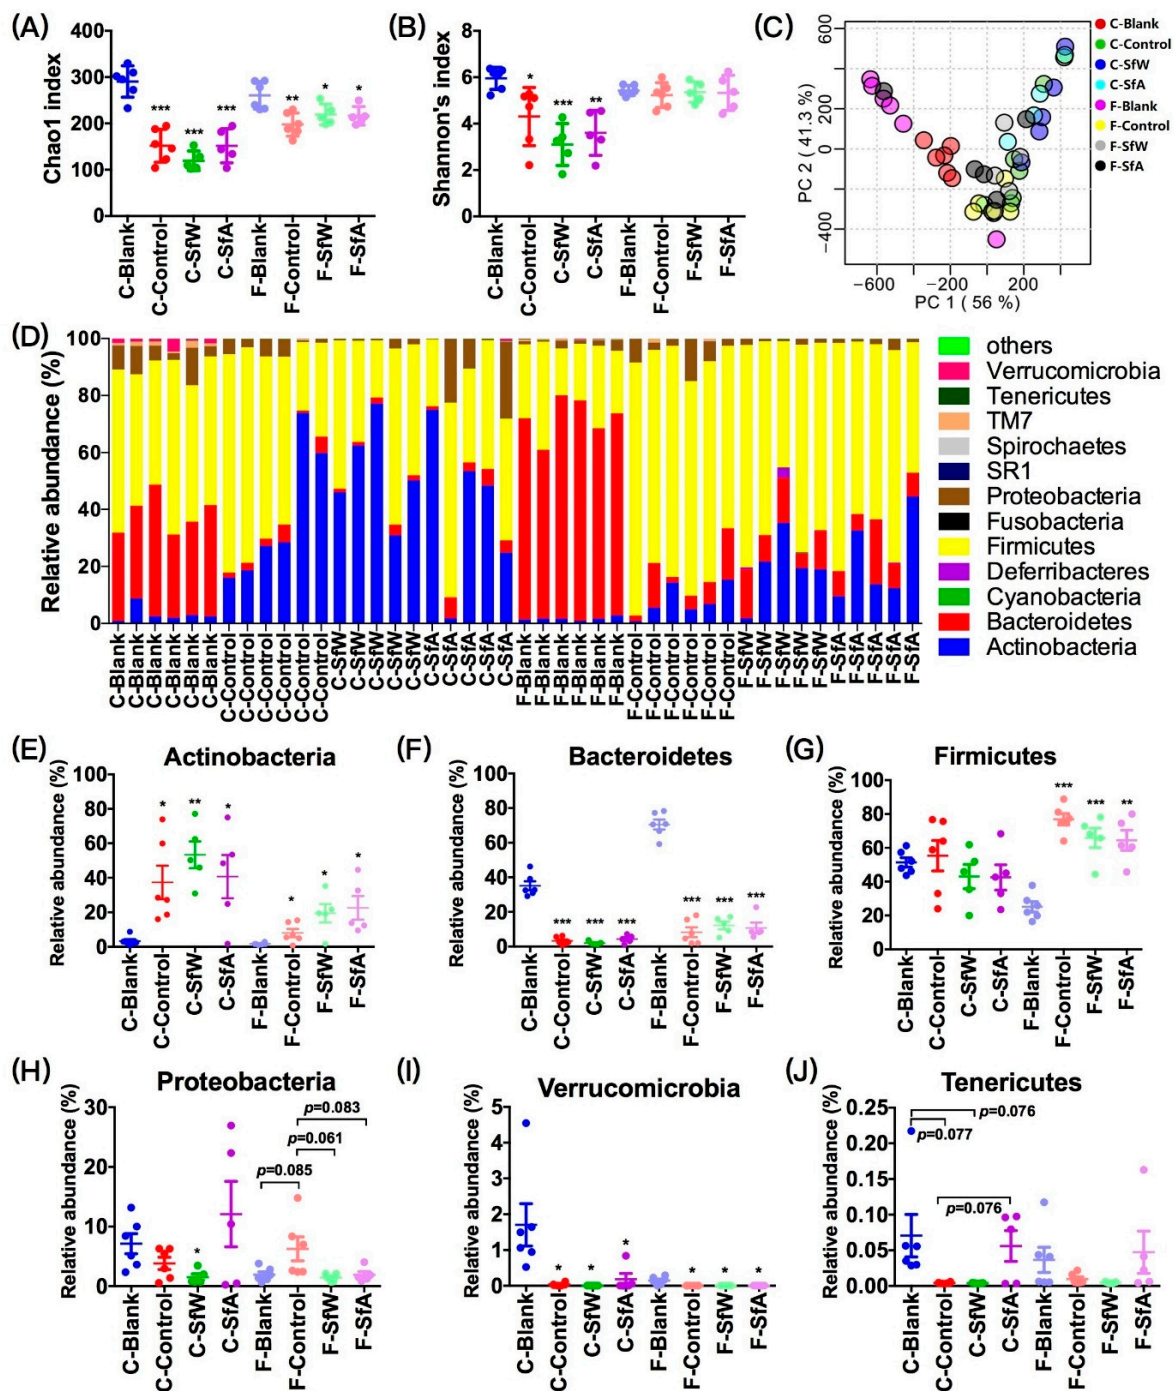 (A)
Chao1 index
400
300
200
100
0
***
***
***
**
*
*
C-Blank
C-Control
C-SfW
C-SfA
F-Blank
F-Control
F-SfW
F-SfA
(B)
Shannon's index
8
6
4
2
0
*
***
**
C-Blank
C-Control
C-SfW
C-SfA
F-Blank
F-Control
F-SfW
F-SfA
(C)
PC 2 ( 41.3 %)
600
200
0
−400
−600
−200
0
200
PC 1 ( 56 %)
C-Blank
C-Control
C-SfW
C-SfA
F-Blank
F-Control
F-SfW
F-SfA
(D)
Relative abundance (%)
100
80
60
40
20
0
C-Blank
C-Blank
C-Blank
C-Blank
C-Blank
C-Blank
C-Control
C-Control
C-Control
C-Control
C-Control
C-Control
C-SfW
C-SfW
C-SfW
C-SfW
C-SfW
C-SfA
C-SfA
C-SfA
C-SfA
C-SfA
F-Blank
F-Blank
F-Blank
F-Blank
F-Blank
F-Blank
F-Control
F-Control
F-Control
F-Control
F-Control
F-Control
F-SfW
F-SfW
F-SfW
F-SfW
F-SfW
F-SfA
F-SfA
F-SfA
F-SfA
F-SfA
others
Verrucomicrobia
Tenericutes
TM7
Spirochaetes
SR1
Proteobacteria
Fusobacteria
Firmicutes
Deferribacteres
Cyanobacteria
Bacteroidetes
Actinobacteria
(E)
Actinobacteria
Relative abundance (%)
100
80
60
40
20
0
*
**
*
*
*
*
C-Blank
C-Control
C-SfW
C-SfA
F-Blank
F-Control
F-SfW
F-SfA
(F)
Bacteroidetes
Relative abundance (%)
100
80
60
40
20
0
***
***
***
***
***
***
C-Blank
C-Control
C-SfW
C-SfA
F-Blank
F-Control
F-SfW
F-SfA
(G)
Firmicutes
Relative abundance (%)
100
80
60
40
20
0
***
***
**
C-Blank
C-Control
C-SfW
C-SfA
F-Blank
F-Control
F-SfW
F-SfA
(H)
Proteobacteria
Relative abundance (%)
30
20
10
0
*
p=0.083
p=0.061
p=0.085
C-Blank
C-Control
C-SfW
C-SfA
F-Blank
F-Control
F-SfW
F-SfA
(I)
Verrucomicrobia
Relative abundance (%)
5
4
3
2
1
0
*
*
*
*
*
*
C-Blank
C-Control
C-SfW
C-SfA
F-Blank
F-Control
F-SfW
F-SfA
(J)
Tenericutes
Relative abundance (%)
0.25
0.20
0.15
0.10
0.05
0.00
p=0.076
p=0.077
p=0.076
C-Blank
C-Control
C-SfW
C-SfA
F-Blank
F-Control
F-SfW
F-SfA